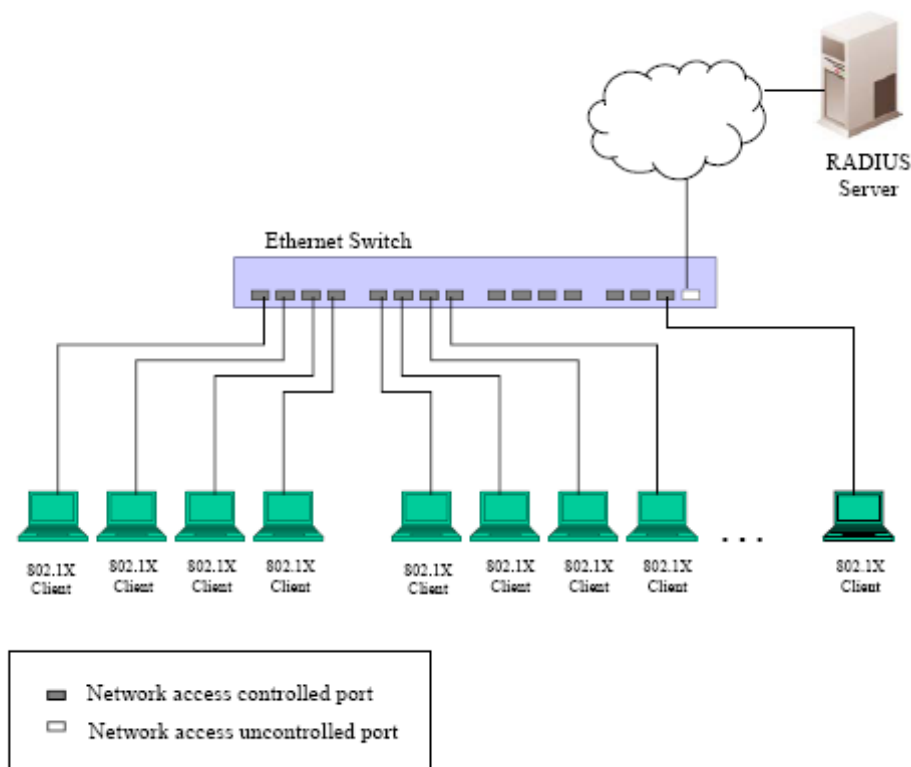 RADIUS
Server
Ethernet Switch
802.1X
Client
802.1X
Client
802.1X
Client
802.1X
Client
802.1X
Client
802.1X
Client
802.1X
Client
802.1X
Client
. . .
802.1X
Client
Network access controlled port
Network access uncontrolled port